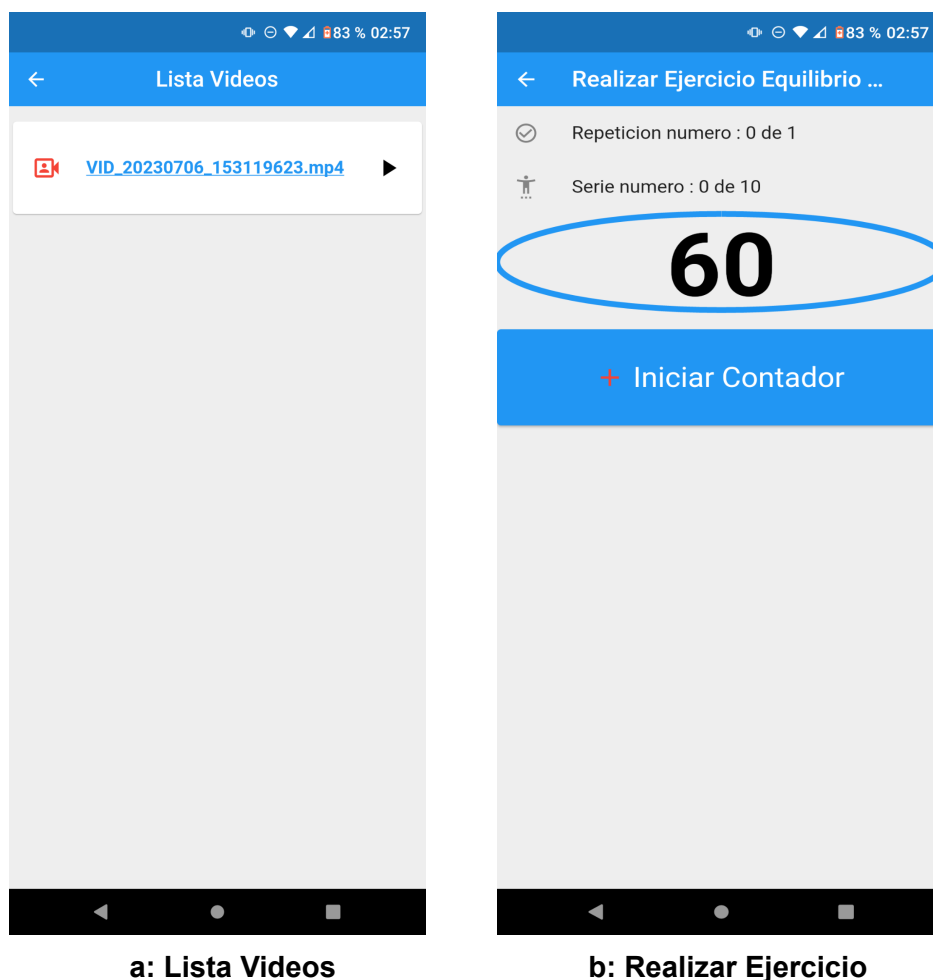 83 % 02:57
Lista Videos
VID_20230706_153119623.mp4
a: Lista Videos
83 % 02:57
Realizar Ejercicio Equilibrio ...
Repeticion numero : 0 de 1
Serie numero : 0 de 10
60
+ Iniciar Contador
b: Realizar Ejercicio